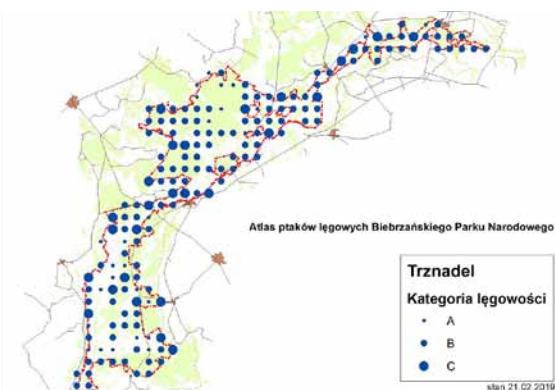 Atlas ptaków lęgowych Biebrzańskiego Parku Narodowego
Trznadel
Kategoria lęgowości
A
B
C
stan 21.02.2019